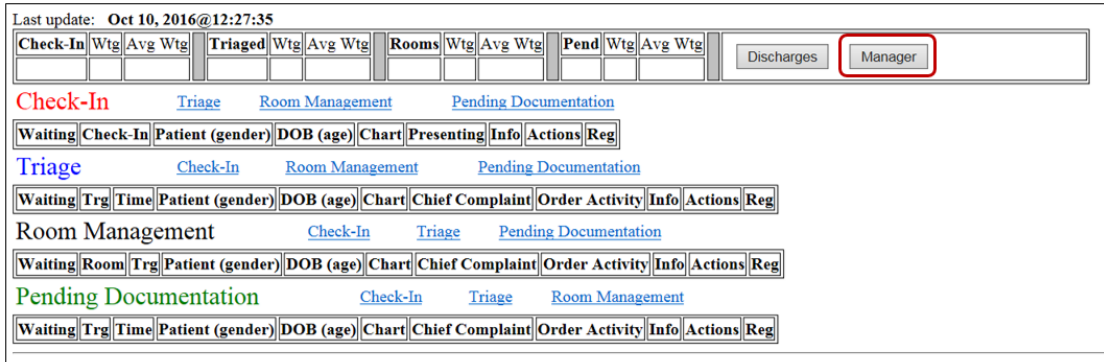 Last update: Oct 10, 2016@12:27:35
Check-In Wtg Avg Wtg Triaged Wtg Avg Wtg Rooms Wtg Avg Wtg Pend Wtg Avg Wtg Discharges Manager
Check-In Triage Room Management Pending Documentation
Waiting Check-In Patient (gender) DOB (age) Chart Presenting Info Actions Reg
Triage Check-In Room Management Pending Documentation
Waiting Trg Time Patient (gender) DOB (age) Chart Chief Complaint Order Activity Info Actions Reg
Room Management Check-In Triage Pending Documentation
Waiting Room Trg Patient (gender) DOB (age) Chart Chief Complaint Order Activity Info Actions Reg
Pending Documentation Check-In Triage Room Management
Waiting Trg Time Patient (gender) DOB (age) Chart Chief Complaint Order Activity Info Actions Reg